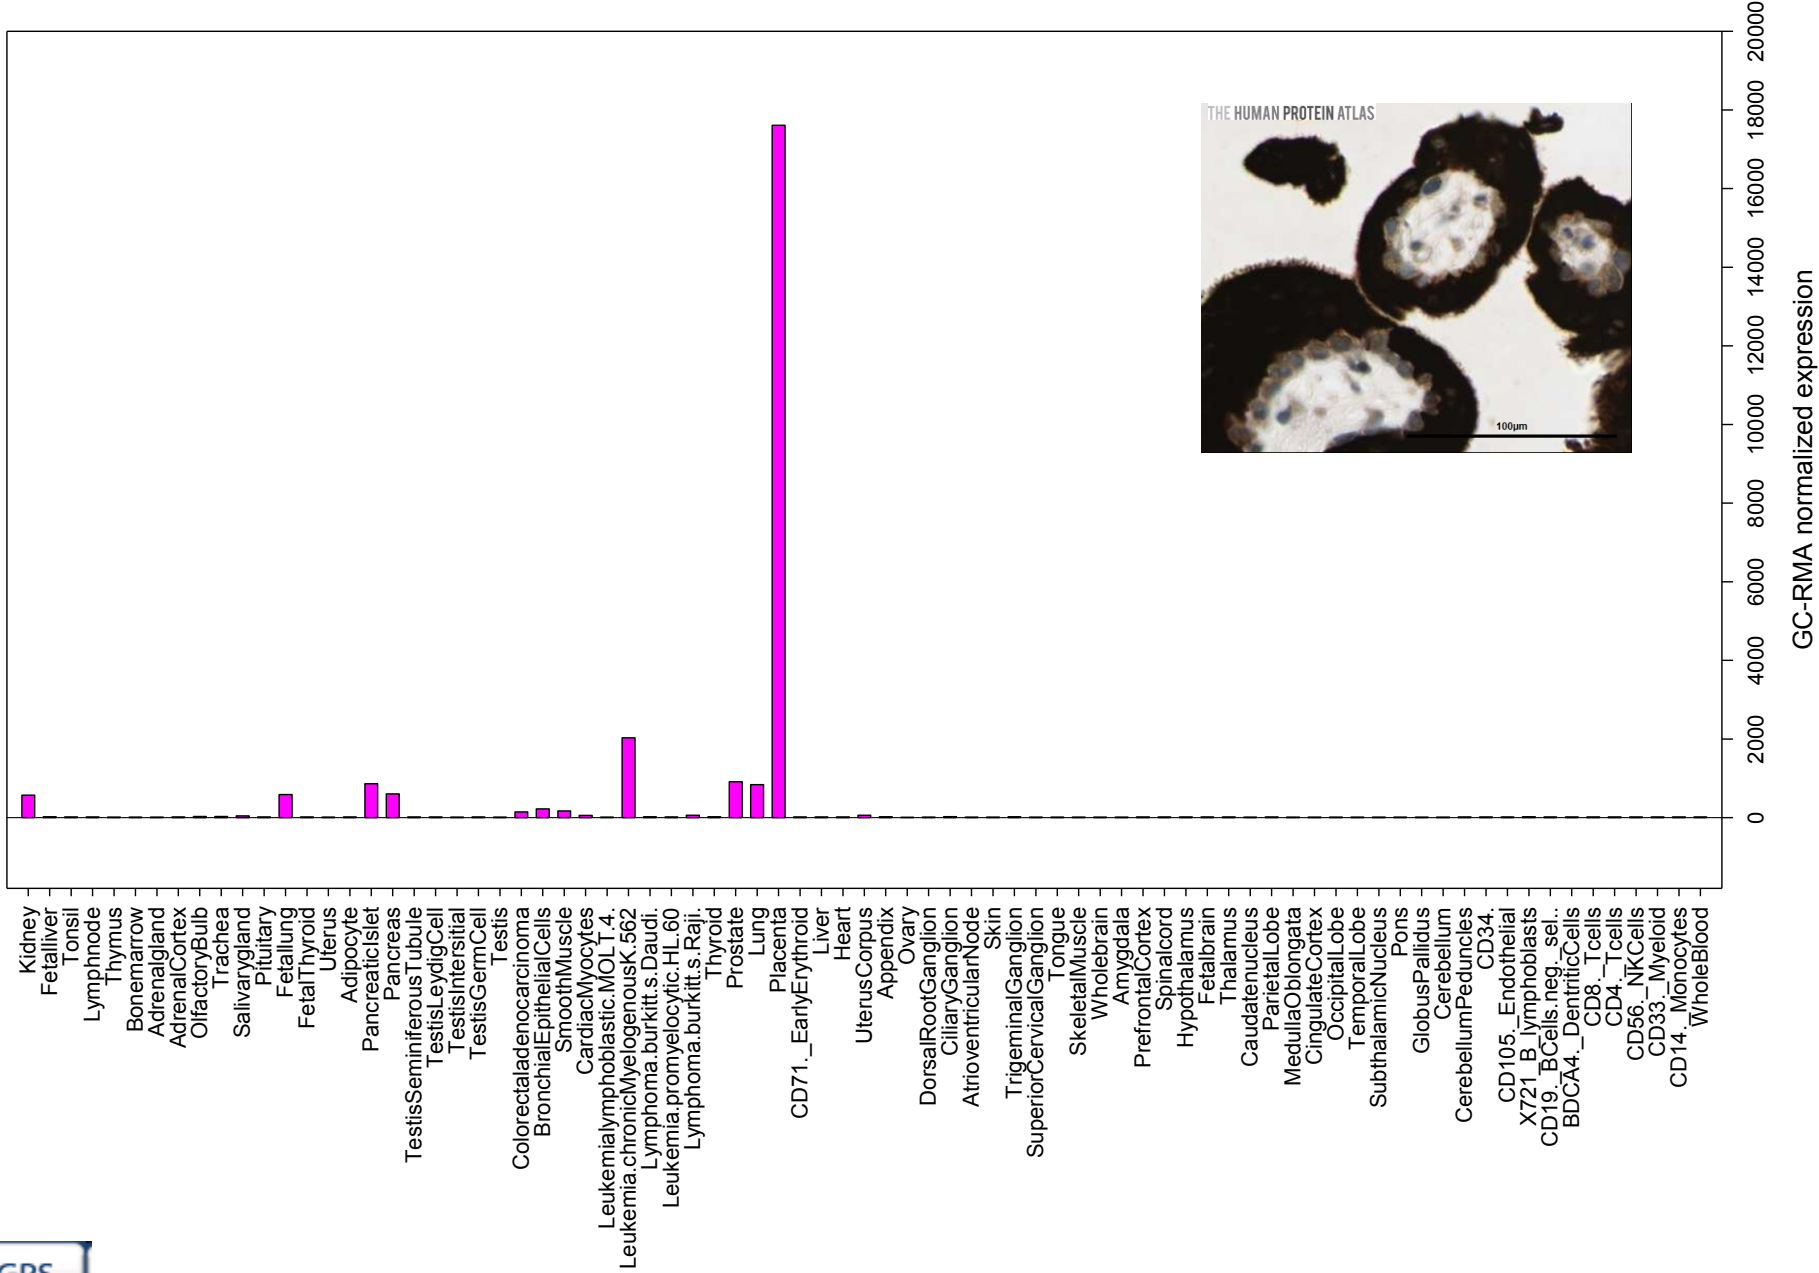 THE HUMAN PROTEIN ATLAS
100µm
20000
18000
16000
14000
12000
10000
8000
6000
4000
2000
0
GC-RMA normalized expression
Kidney
Fetalliver
Tonsil
Lymphnode
Thymus
Bonemarrow
Adrenalgland
AdrenalCortex
OlfactoryBulb
Trachea
Salivarygland
Pituitary
Fetallung
FetalThyroid
Uterus
Adipocyte
PancreaticIslet
Pancreas
TestisSeminiferousTubule
TestisLeydigCell
TestisIntersitial
TestisGermCell
Testis
Colorectaladenocarcinoma
BronchialEpithelialCells
SmoothMuscle
CardiacMyocytes
Leukemialymphoblastic.MOLT.4.
Leukemia.chronicMyelogenousK.562
Lymphoma.burkitt.s.Daudi.
Leukemia.promyelocytic.HL.60
Lymphoma.burkitt.s.Raji.
Thyroid
Prostate
Lung
Placenta
CD71._EarlyErythroid
Liver
Heart
UterusCorpus
Appendix
Ovary
DorsalRootGanglion
CiliaryGanglion
AtrioventricularNode
Skin
TrigeminalGanglion
SuperiorCervicalGanglion
Tongue
SkeletalMuscle
Wholebrain
Amygdala
PrefrontalCortex
Spinalcord
Hypothalamus
Fetalbrain
Thalamus
Caudatenucleus
ParietalLobe
MedullaOblongata
CingulateCortex
OccipitalLobe
TemporalLobe
SubthalamicNucleus
Pons
GlobusPallidus
Cerebellum
CerebellumPeduncles
CD34.
CD105._Endothelial
X721_B_lymphoblasts
CD19._BCells.neg._sel..
BDCA4._DentriticCells
CD8._Tcells
CD4._Tcells
CD56._NKCells
CD33._Myeloid
CD14._Monocytes
WholeBlood